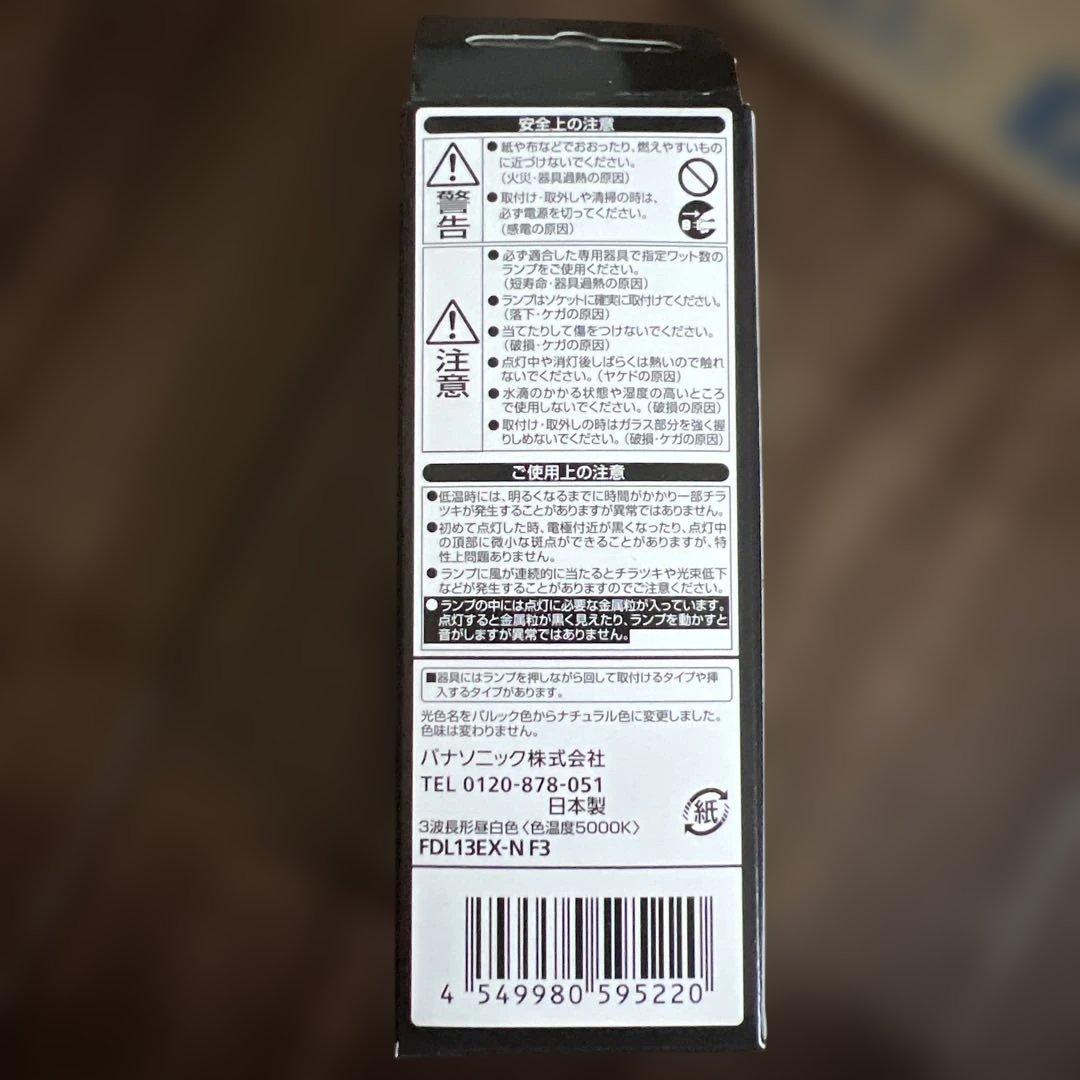 安全上の注意
警告
●紙や布などでおおったり、燃えやすいもの
に近づけないでください。
(火災・器具過熱の原因)
●取付け・取外しや清掃の時は、
必ず電源を切ってください。
(感電の原因)
注意
●必ず適合した専用器具で指定ワット数の
ランプをご使用ください。
(短寿命・器具過熱の原因)
●ランプはソケットに確実に取付けてください。
(落下・ケガの原因)
●当てたりして傷をつけないでください。
(破損・ケガの原因)
●点灯中や消灯後しばらくは熱いので触れ
ないでください。(ヤケドの原因)
●水滴のかかる状態や湿度の高いところ
で使用しないでください。(破損の原因)
●取付け・取外しの時はガラス部分を強く握
りしめないでください。(破損・ケガの原因)
ご使用上の注意
●低温時には、明るくなるまでに時間がかかり一部チラ
ツキが発生することがありますが異常ではありません。
●初めて点灯した時、電極付近が黒くなったり、点灯中
の頂部に微小な斑点ができることがありますが、特
性上問題ありません。
●ランプに風が連続的に当たるとチラツキや光束低下
などが発生することがありますのでご注意ください。
●ランプの中には点灯に必要な金属粒が入っています。
点灯すると金属粒が黒く見えたり、ランプを動かすと
音がしますが異常ではありません。
■器具にはランプを押しながら回して取付けるタイプや挿
入するタイプがあります。
光色名をパルック色からナチュラル色に変更しました。
色味は変わりません。
パナソニック株式会社
TEL 0120-878-051
日本製
紙
3波長形昼白色〈色温度5000K〉
FDL13EX-N F3
4 549980 595220